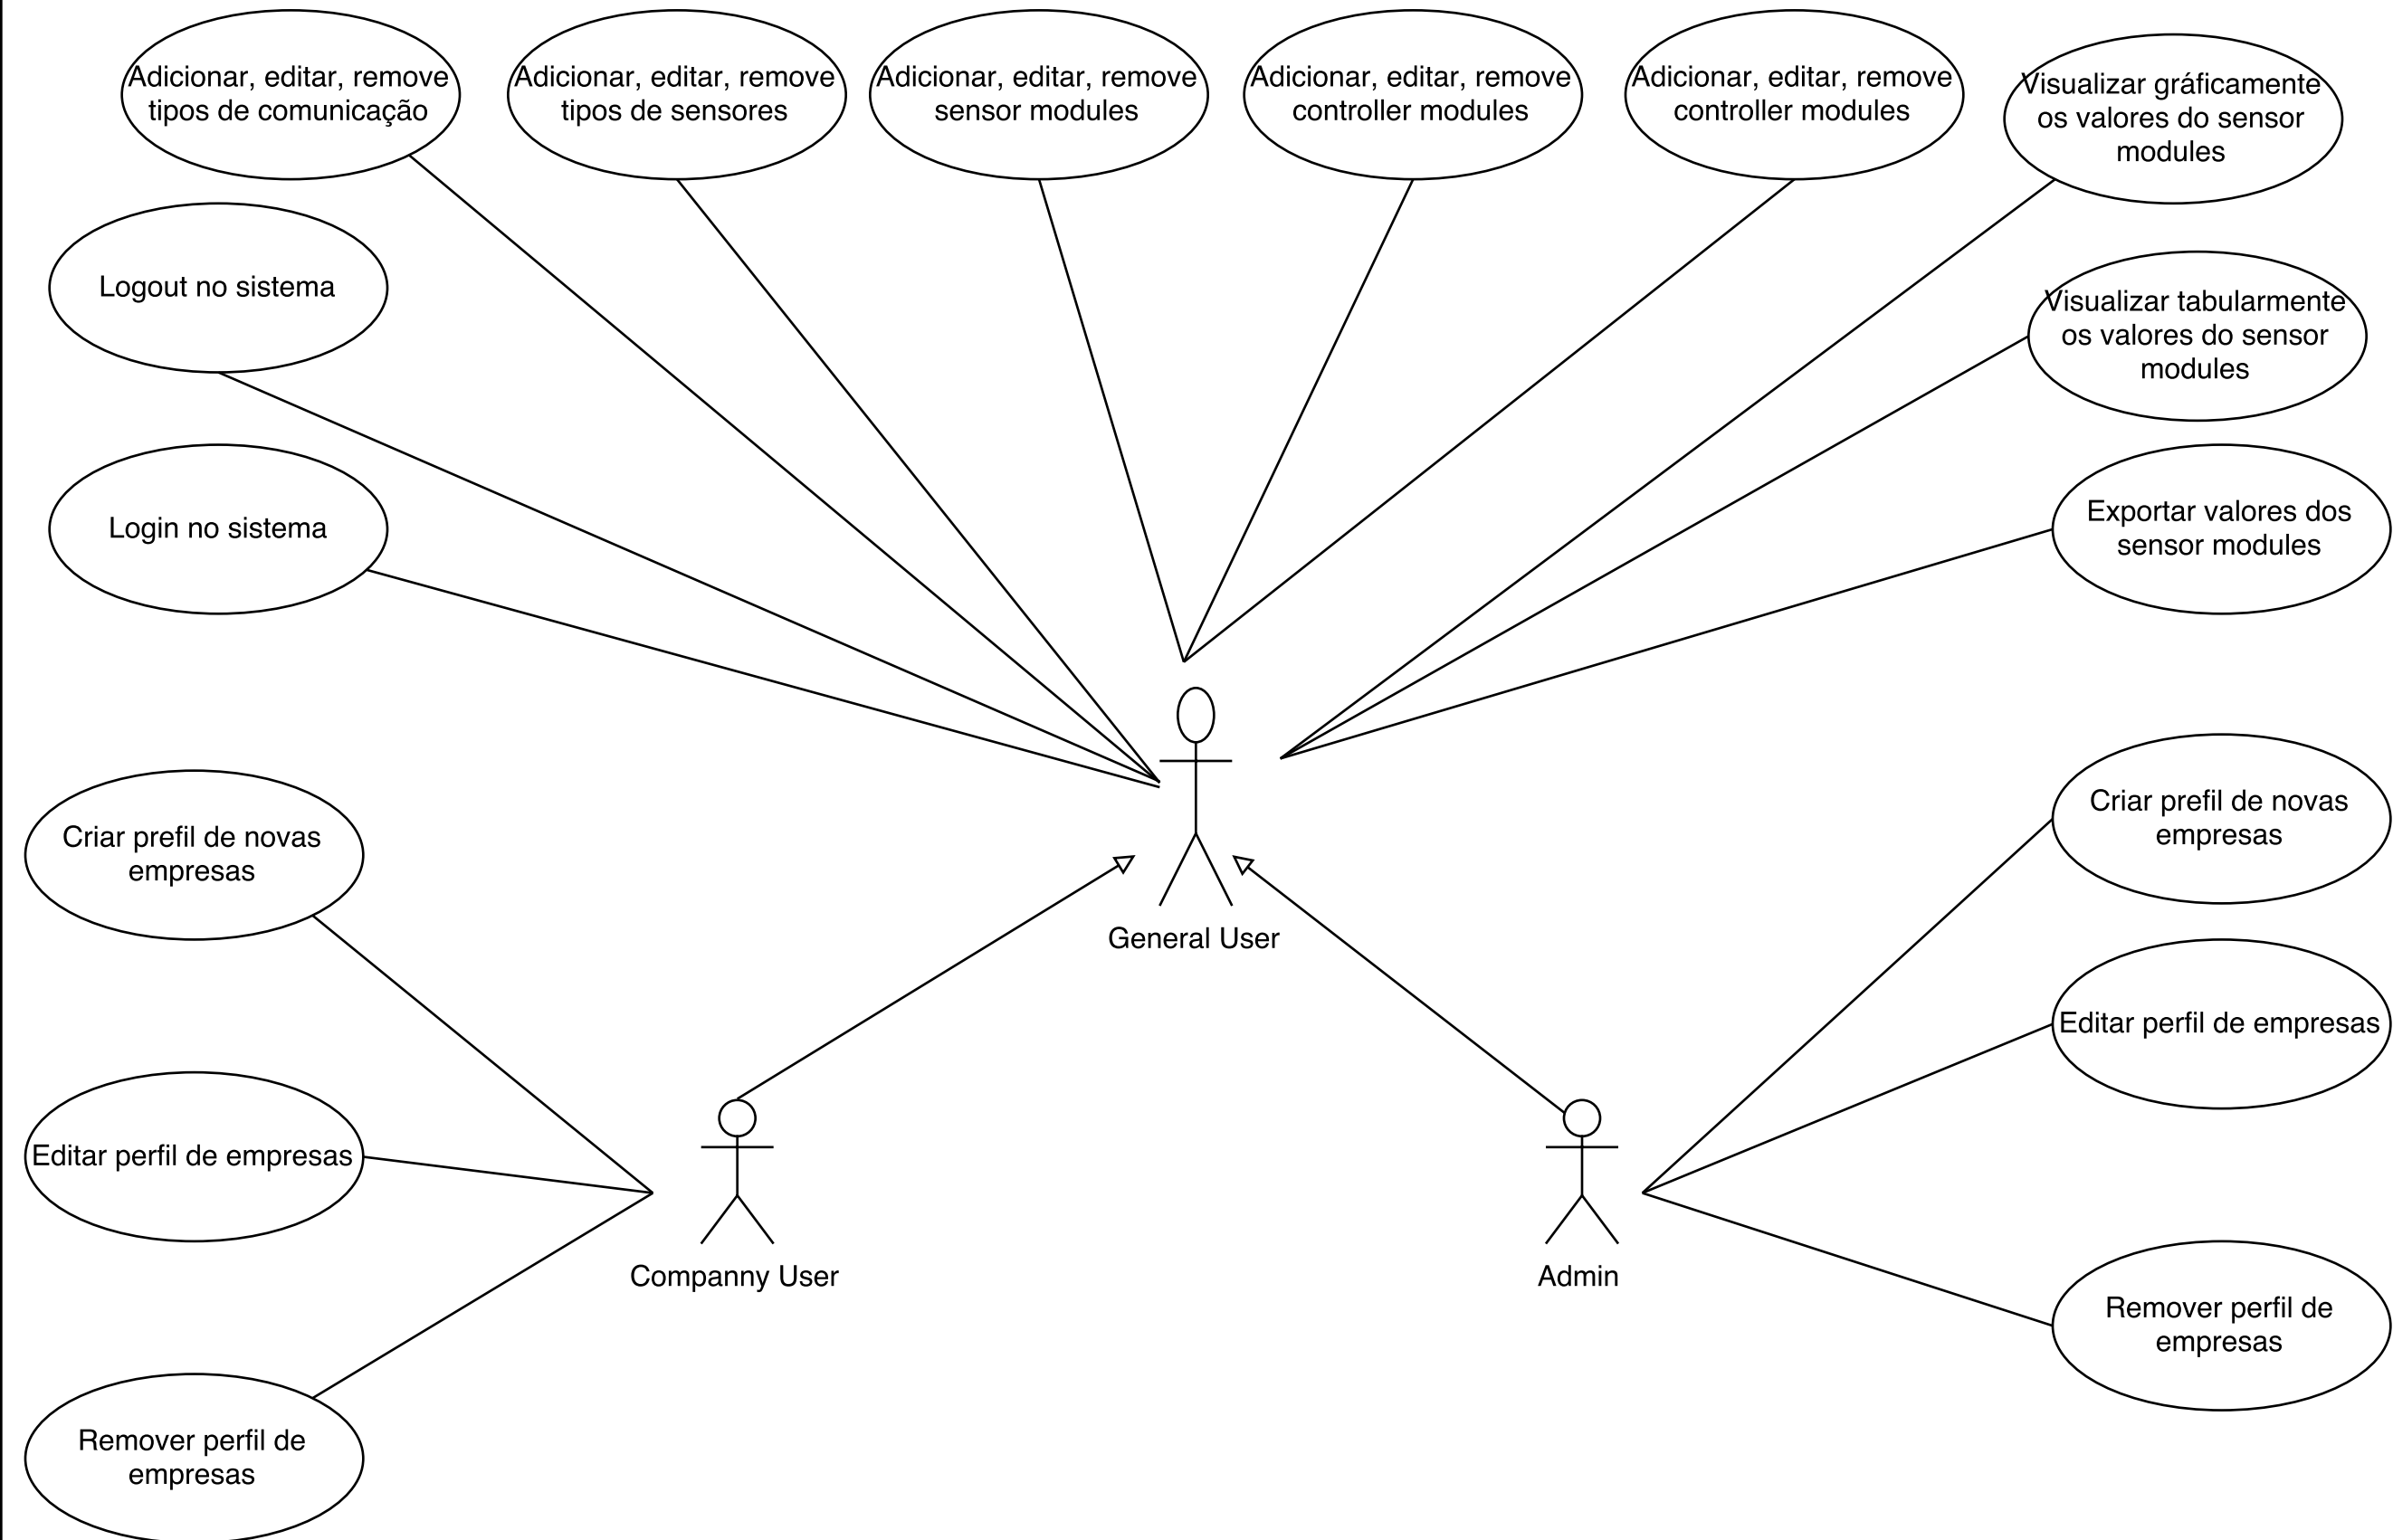 Adicionar, editar, remove
tipos de comunicação
Adicionar, editar, remove
tipos de sensores
Adicionar, editar, remove
sensor modules
Adicionar, editar, remove
controller modules
Adicionar, editar, remove
controller modules
Visualizar gráficamente
os valores do sensor
modules
Logout no sistema
Visualizar tabularmente
os valores do sensor
modules
Login no sistema
Exportar valores dos
sensor modules
Criar prefil de novas
empresas
General User
Criar prefil de novas
empresas
Editar perfil de empresas
Editar perfil de empresas
Companny User
Admin
Remover perfil de
empresas
Remover perfil de
empresas